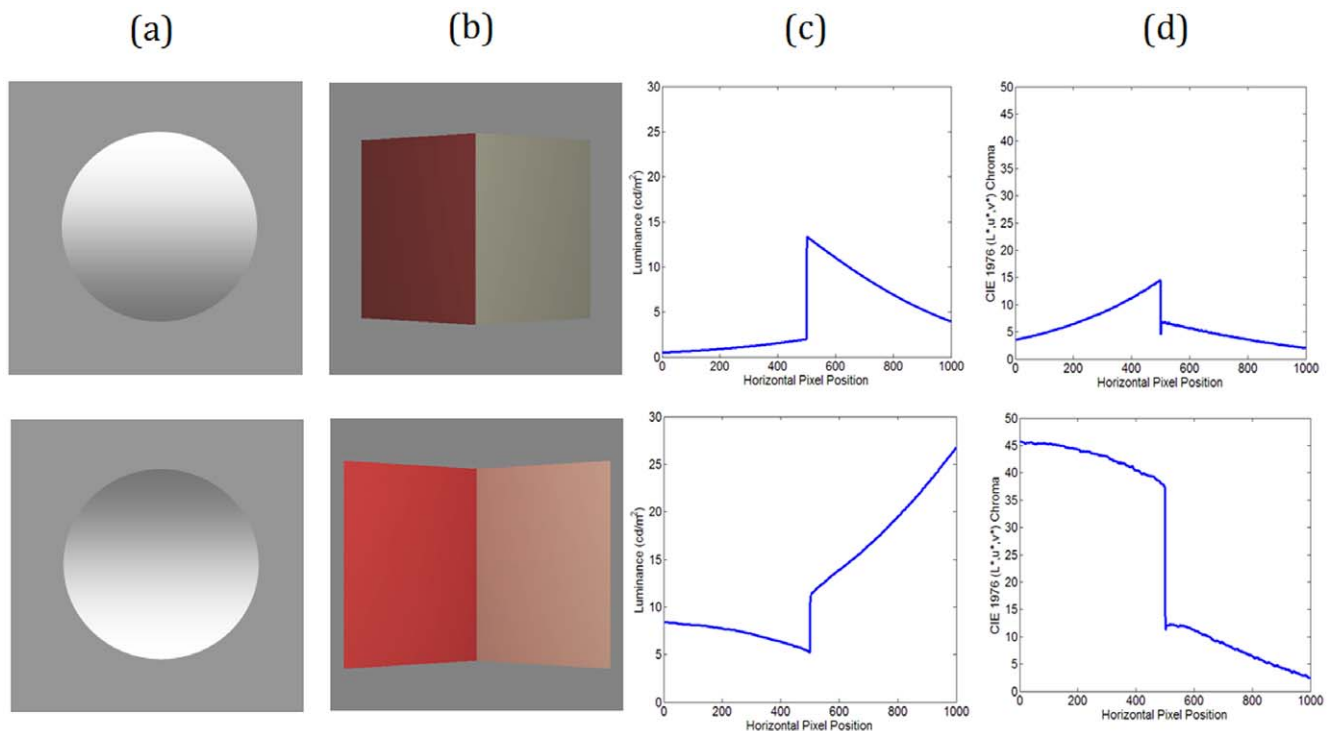 (a)
(b)
(c)
(d)
30
25
20
15
10
5
0
Luminance (cd/m²)
0 200 400 600 800 1000
Horizontal Pixel Position
50
45
40
35
30
25
20
15
10
5
0
CIE 1976 (L*,u*,v*) Chroma
0 200 400 600 800 1000
Horizontal Pixel Position
30
25
20
15
10
5
0
Luminance (cd/m²)
0 200 400 600 800 1000
Horizontal Pixel Position
50
45
40
35
30
25
20
15
10
5
0
CIE 1976 (L*,u*,v*) Chroma
0 200 400 600 800 1000
Horizontal Pixel Position